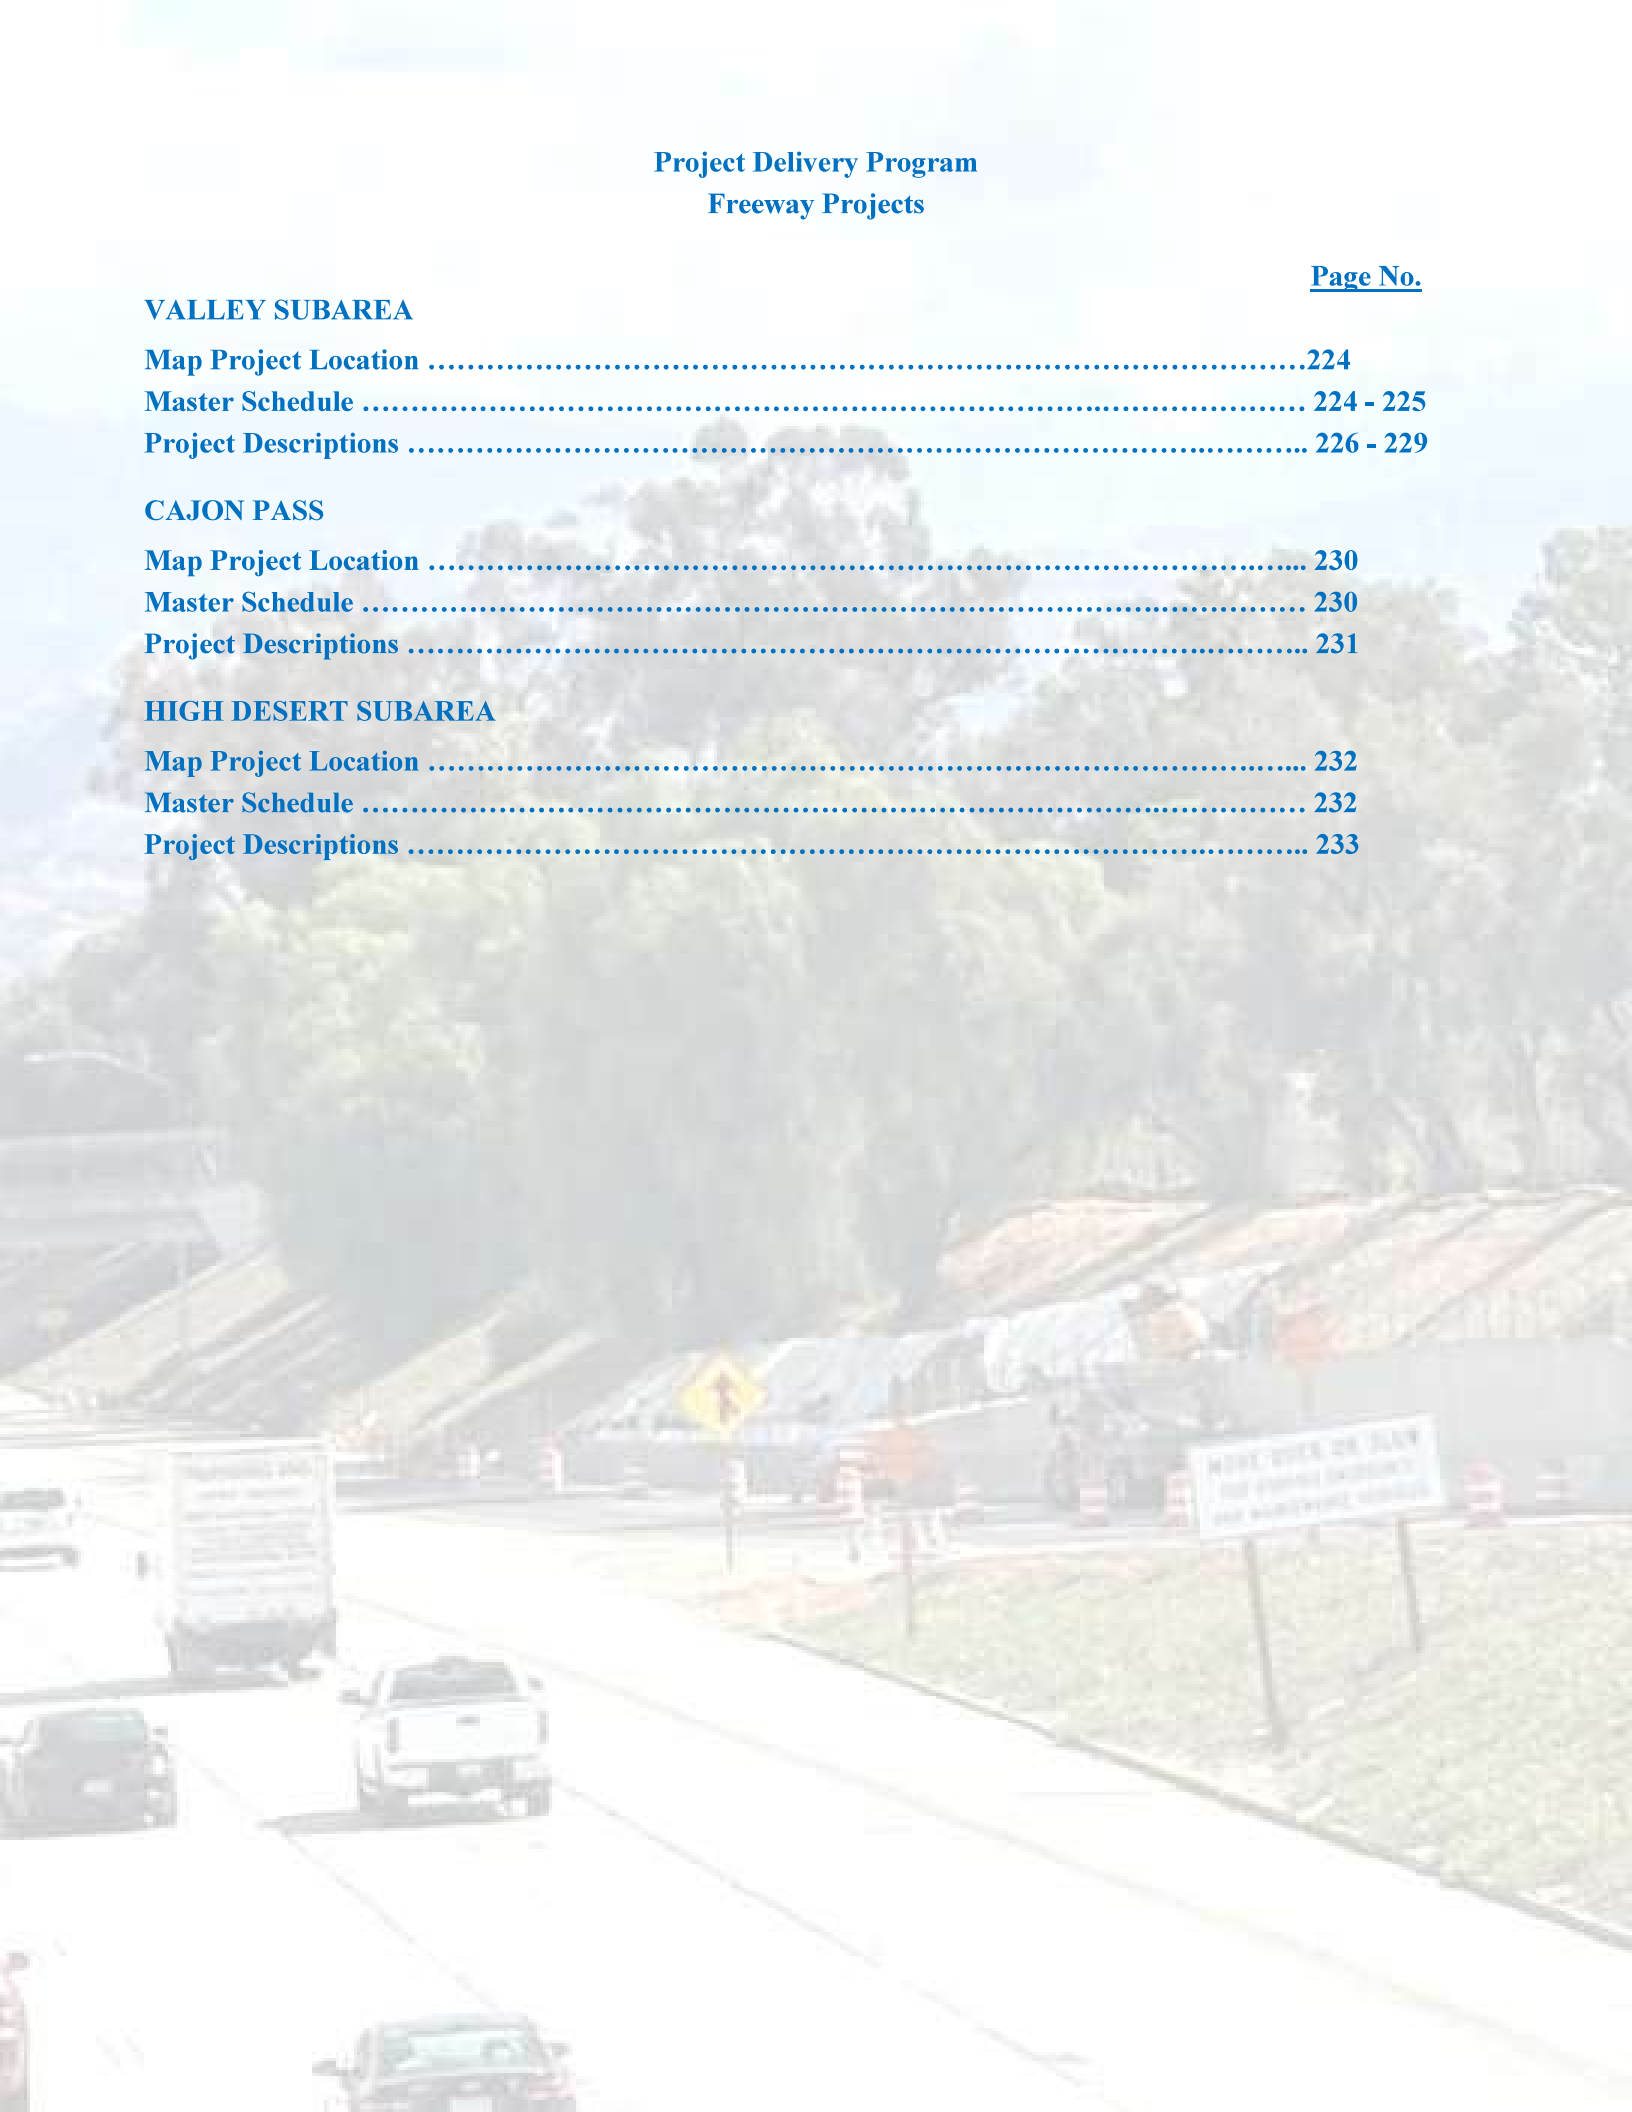 Project Delivery Program
Freeway Projects
Page No.
VALLEY SUBAREA
Map Project Location ………………………………………………………………………………224
Master Schedule …………………………………………………………………..………………… 224 - 225
Project Descriptions ………………………………………………………………………..……….. 226 - 229
CAJON PASS
Map Project Location ………………………………………………………………………….…... 230
Master Schedule ………………………………………………………………………..…………… 230
Project Descriptions ………………………………………………………………………..……….. 231
HIGH DESERT SUBAREA
Map Project Location ………………………………………………………………………….…... 232
Master Schedule ………………………………………………………………………..…………… 232
Project Descriptions ………………………………………………………………………..……….. 233